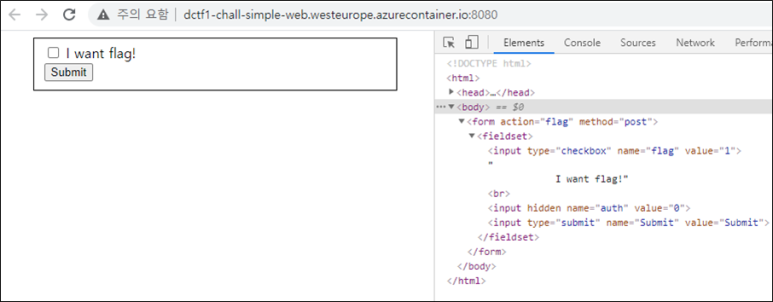 주의 요함 | dctf1-chall-simple-web.westeurope.azurecontainer.io:8080
I want flag!
Submit
Elements Console Sources Network Performa
<!DOCTYPE html>
<html>
<head>…</head>
<body> == $0
<form action="flag" method="post">
<fieldset>
<input type="checkbox" name="flag" value="1">
"
I want flag!"
<br>
<input hidden name="auth" value="0">
<input type="submit" name="Submit" value="Submit">
</fieldset>
</form>
</body>
</html>